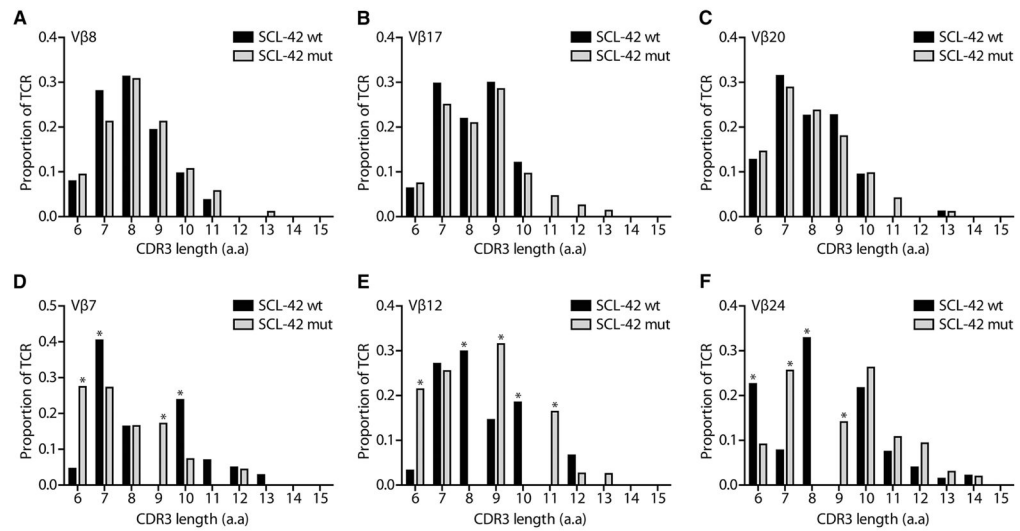 A
Vβ8
SCL-42 wt
SCL-42 mut
Proportion of TCR
0.4
0.3
0.2
0.1
0.0
6 7 8 9 10 11 12 13 14 15
CDR3 length (a.a)
B
Vβ17
SCL-42 wt
SCL-42 mut
Proportion of TCR
0.4
0.3
0.2
0.1
0.0
6 7 8 9 10 11 12 13 14 15
CDR3 length (a.a)
C
Vβ20
SCL-42 wt
SCL-42 mut
Proportion of TCR
0.4
0.3
0.2
0.1
0.0
6 7 8 9 10 11 12 13 14 15
CDR3 length (a.a)
D
Vβ7
SCL-42 wt
SCL-42 mut
Proportion of TCR
0.5
0.4
0.3
0.2
0.1
0.0
* * * *
6 7 8 9 10 11 12 13 14 15
CDR3 length (a.a)
E
Vβ12
SCL-42 wt
SCL-42 mut
Proportion of TCR
0.4
0.3
0.2
0.1
0.0
* * * * *
6 7 8 9 10 11 12 13 14 15
CDR3 length (a.a)
F
Vβ24
SCL-42 wt
SCL-42 mut
Proportion of TCR
0.4
0.3
0.2
0.1
0.0
* * * *
6 7 8 9 10 11 12 13 14 15
CDR3 length (a.a)